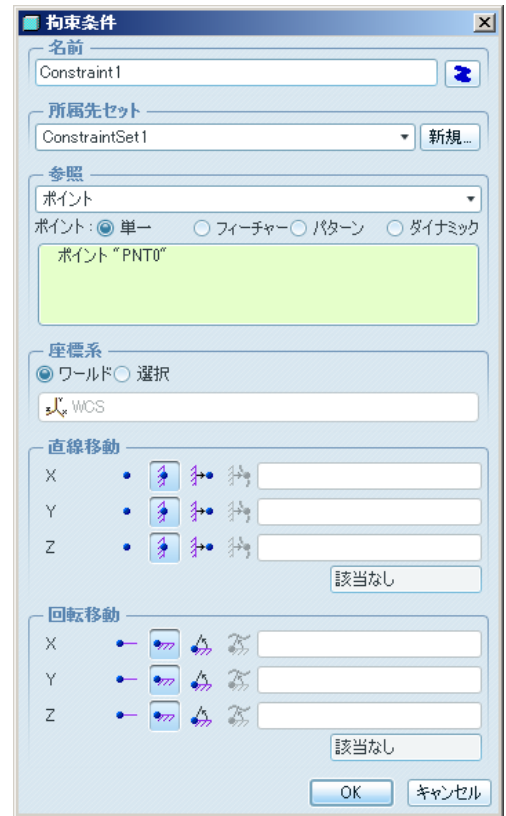 拘束条件
名前
Constraint1
所属先セット
ConstraintSet1
新規...
参照
ポイント
ポイント : 単一 フィーチャー パターン ダイナミック
ポイント “PNT0“
座標系
ワールド 選択
WCS
直線移動
X
Y
Z
該当なし
回転移動
X
Y
Z
該当なし
OK キャンセル